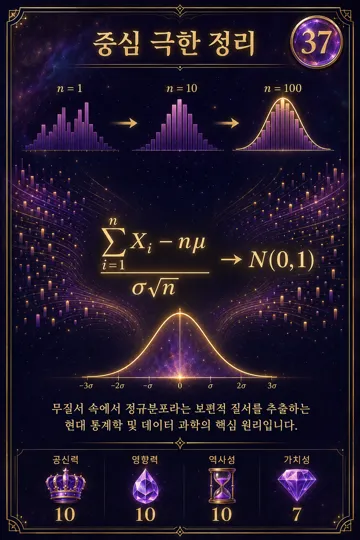 중심 극한 정리
37
n = 1
n = 10
n = 100
n
∑ Xᵢ − nμ
i=1
σ√n
→ N(0,1)
-3σ -2σ -σ 0 σ 2σ 3σ
무질서 속에서 정규분포라는 보편적 질서를 추출하는
현대 통계학 및 데이터 과학의 핵심 원리입니다.
공신력 영향력 역사성 가치성
10 10 10 7